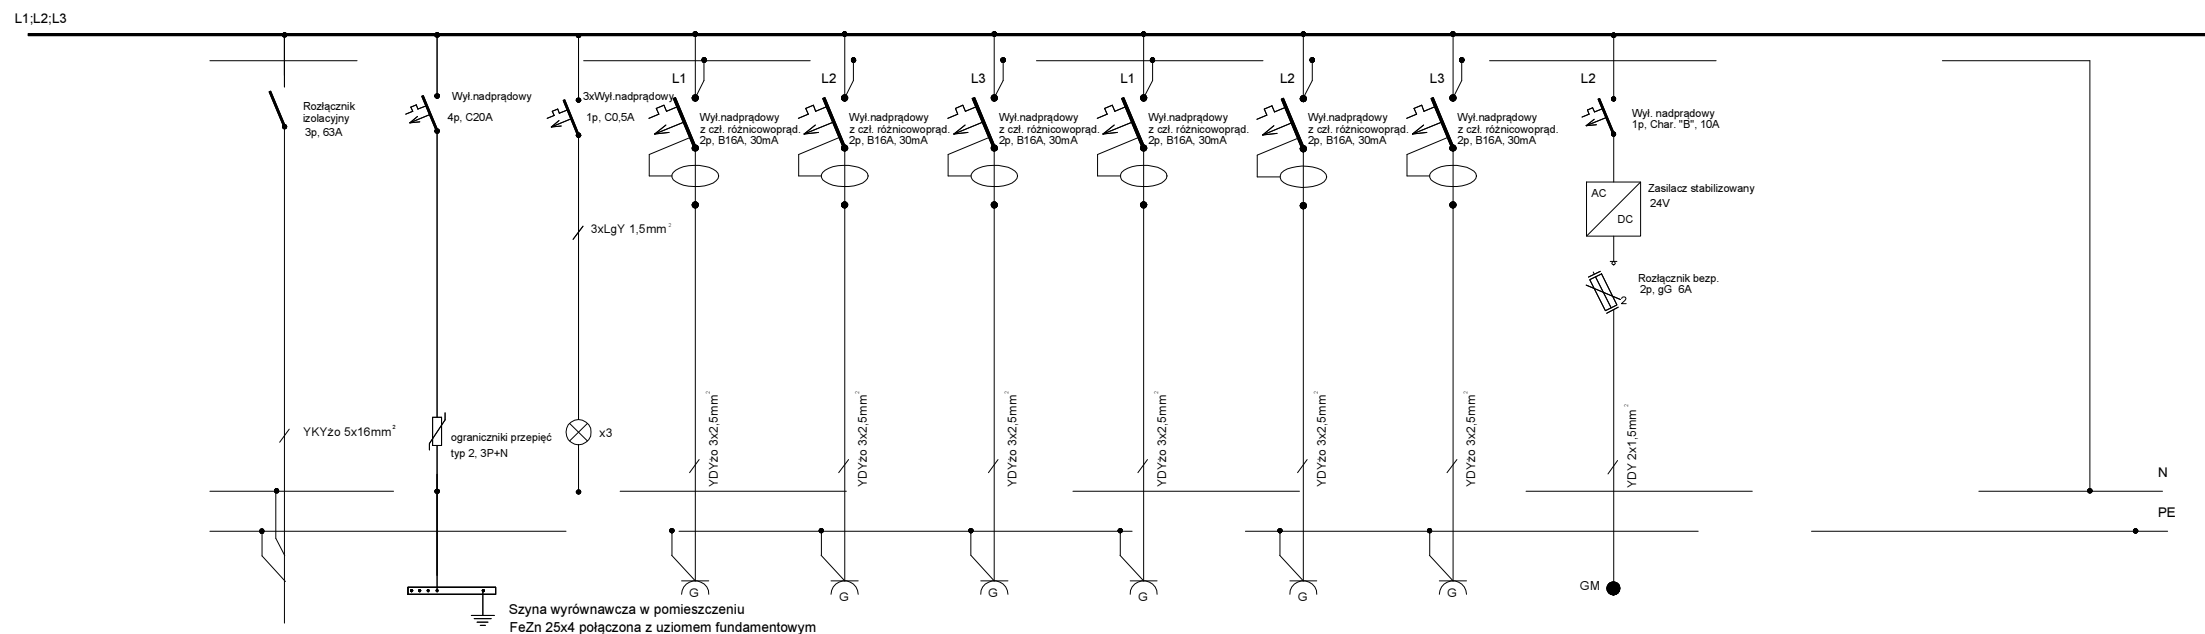 L1;L2;L3
Rozłącznik
izolacyjny
3p, 63A
Wył.nadprądowy
4p, C20A
3xWył.nadprądowy
1p, C0,5A
L1
Wył.nadprądowy
z czł. różnicowoprąd.
2p, B16A, 30mA
L2
Wył.nadprądowy
z czł. różnicowoprąd.
2p, B16A, 30mA
L3
Wył.nadprądowy
z czł. różnicowoprąd.
2p, B16A, 30mA
L1
Wył.nadprądowy
z czł. różnicowoprąd.
2p, B16A, 30mA
L2
Wył.nadprądowy
z czł. różnicowoprąd.
2p, B16A, 30mA
L3
Wył.nadprądowy
z czł. różnicowoprąd.
2p, B16A, 30mA
L2
Wył. nadprądowy
1p, Char. "B", 10A
AC
DC
Zasilacz stabilizowany
24V
Rozłącznik bezp.
2p, gG 6A
2
3xLgY 1,5mm²
YKYżo 5x16mm²
ograniczniki przepięć
typ 2, 3P+N
x3
YDYżo 3x2,5mm²
YDYżo 3x2,5mm²
YDYżo 3x2,5mm²
YDYżo 3x2,5mm²
YDYżo 3x2,5mm²
YDYżo 3x2,5mm²
YDY 2x1,5mm²
N
PE
G
G
G
G
G
G
GM
Szyna wyrównawcza w pomieszczeniu
FeZn 25x4 połączona z uziomem fundamentowym